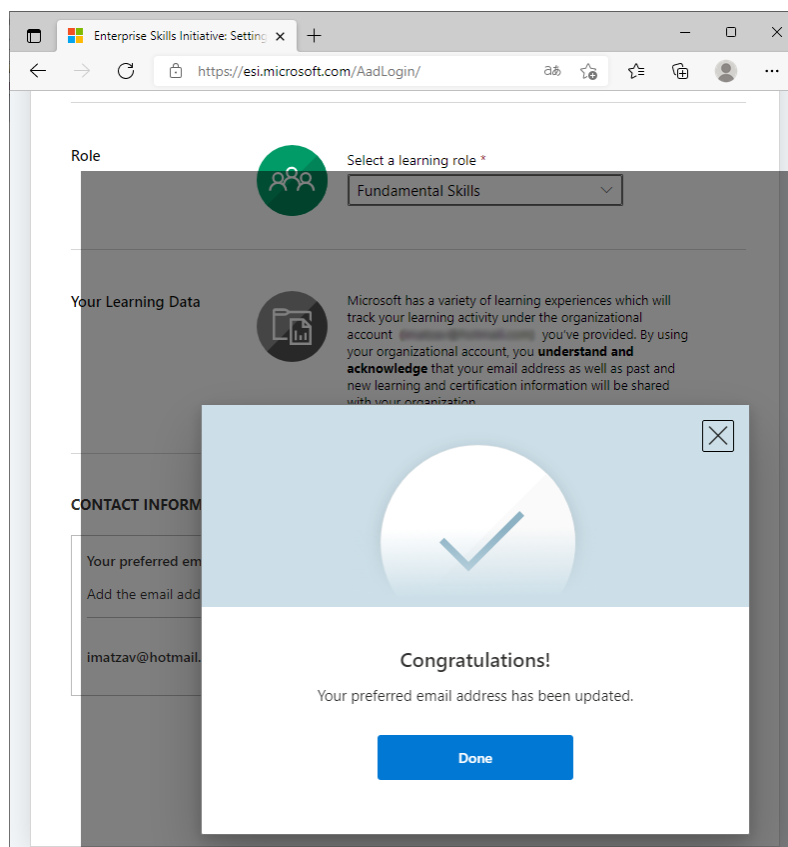 Enterprise Skills Initiative: Setting
https://esi.microsoft.com/AadLogin/
Role
Select a learning role *
Fundamental Skills
Your Learning Data
Microsoft has a variety of learning experiences which will
track your learning activity under the organizational
account you've provided. By using
your organizational account, you understand and
acknowledge that your email address as well as past and
new learning and certification information will be shared
with your organization
CONTACT INFORM
Your preferred em
Add the email add
imatzav@hotmail.
Congratulations!
Your preferred email address has been updated.
Done